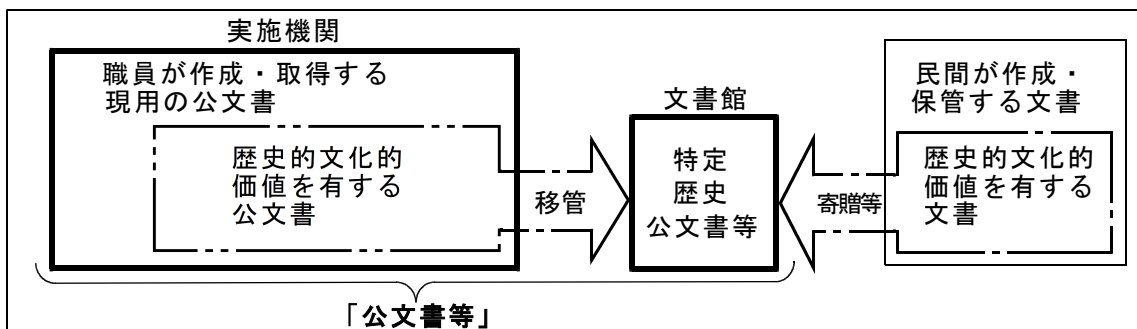 実施機関
職員が作成・取得する
現用の公文書
歴史的文化的
価値を有する
公文書
移管
文書館
特定
歴史
公文書等
寄贈等
民間が作成・
保管する文書
歴史的文化的
価値を有する
文書
「公文書等」